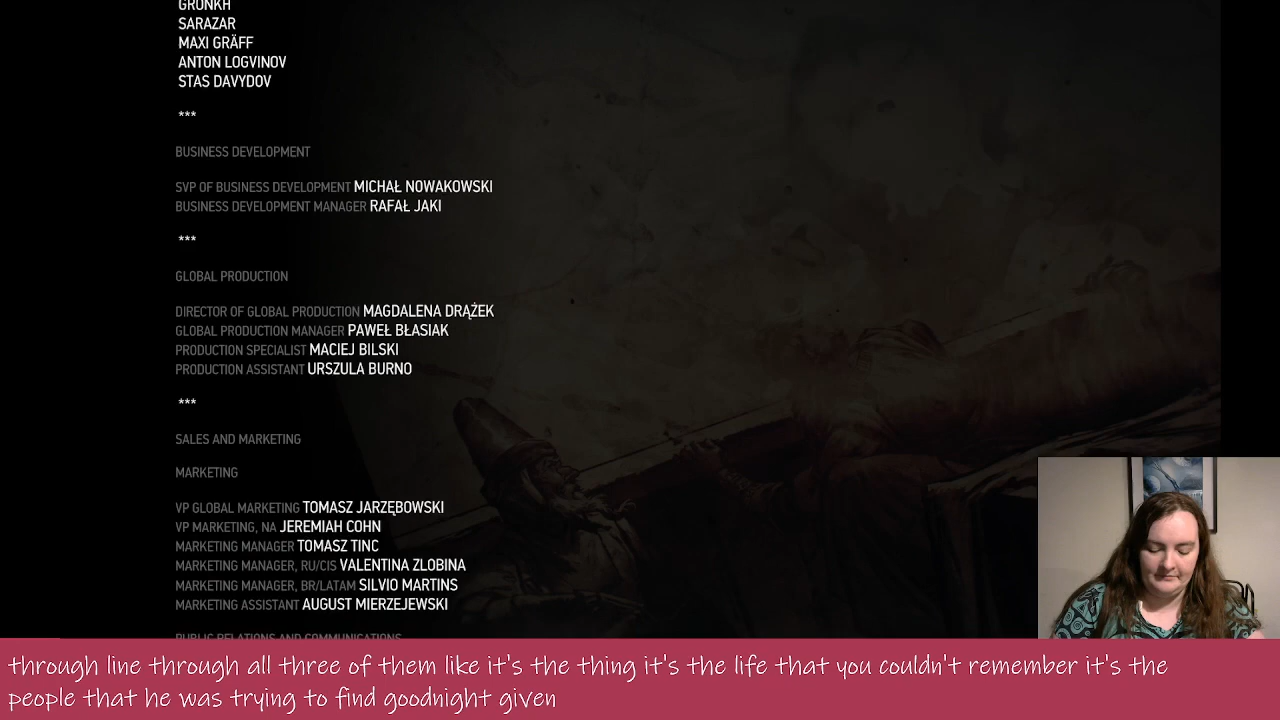 GRONKH
SARAZAR
MAXI GRÄFF
ANTON LOGVINOV
STAS DAVYDOV
***
BUSINESS DEVELOPMENT
SVP OF BUSINESS DEVELOPMENT MICHAŁ NOWAKOWSKI
BUSINESS DEVELOPMENT MANAGER RAFAŁ JAKI
***
GLOBAL PRODUCTION
DIRECTOR OF GLOBAL PRODUCTION MAGDALENA DRĄŻEK
GLOBAL PRODUCTION MANAGER PAWEŁ BŁASIAK
PRODUCTION SPECIALIST MACIEJ BILSKI
PRODUCTION ASSISTANT URSZULA BURNO
***
SALES AND MARKETING
MARKETING
VP GLOBAL MARKETING TOMASZ JARZĘBOWSKI
VP MARKETING, NA JEREMIAH COHN
MARKETING MANAGER TOMASZ TINC
MARKETING MANAGER, RU/CIS VALENTINA ZLOBINA
MARKETING MANAGER, BR/LATAM SILVIO MARTINS
MARKETING ASSISTANT AUGUST MIERZEJEWSKI
PUBLIC RELATIONS AND COMMUNICATIONS
through line through all three of them like it's the thing it's the life that you couldn't remember it's the
people that he was trying to find goodnight given